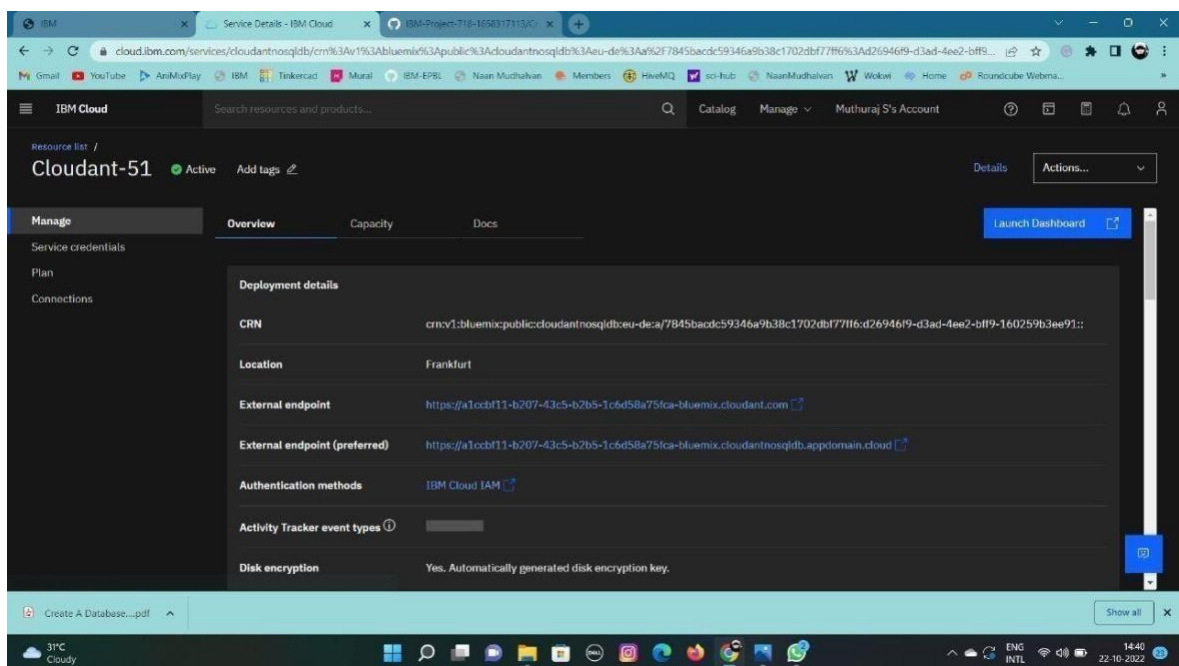 IBM
Service Details - IBM Cloud
IBM-Project-718-1658317113/Cr
cloud.ibm.com/services/cloudantnosqldb/crn%3Av1%3Abluemix%3Apublic%3Acloudantnosqldb%3Aeu-de%3Aa%2F7845bacdc59346a9b38c1702dbf77ff6%3Ad26946f9-d3ad-4ee2-bff9...
Gmail YouTube AniMixPlay IBM Tinkercad Mural IBM-EPBL Naan Mudhalvan Members HiveMQ sci-hub NaanMudhalvan Wokwi Home Roundcube Webma...
IBM Cloud
Search resources and products...
Catalog Manage Muthuraj S's Account
Resource list /
Cloudant-51 Active Add tags
Details Actions...
Manage
Service credentials
Plan
Connections
Overview Capacity Docs
Launch Dashboard
Deployment details
CRN crn:v1:bluemix:public:cloudantnosqldb:eu-de:a/7845bacdc59346a9b38c1702dbf77ff6:d26946f9-d3ad-4ee2-bff9-160259b3ee91::
Location Frankfurt
External endpoint https://a1ccbf11-b207-43c5-b2b5-1c6d58a75fca-bluemix.cloudant.com
External endpoint (preferred) https://a1ccbf11-b207-43c5-b2b5-1c6d58a75fca-bluemix.cloudantnosqldb.appdomain.cloud
Authentication methods IBM Cloud IAM
Activity Tracker event types
Disk encryption Yes. Automatically generated disk encryption key.
Create A Database....pdf
Show all
31°C
Cloudy
ENG
INTL
14:40
22-10-2022
23